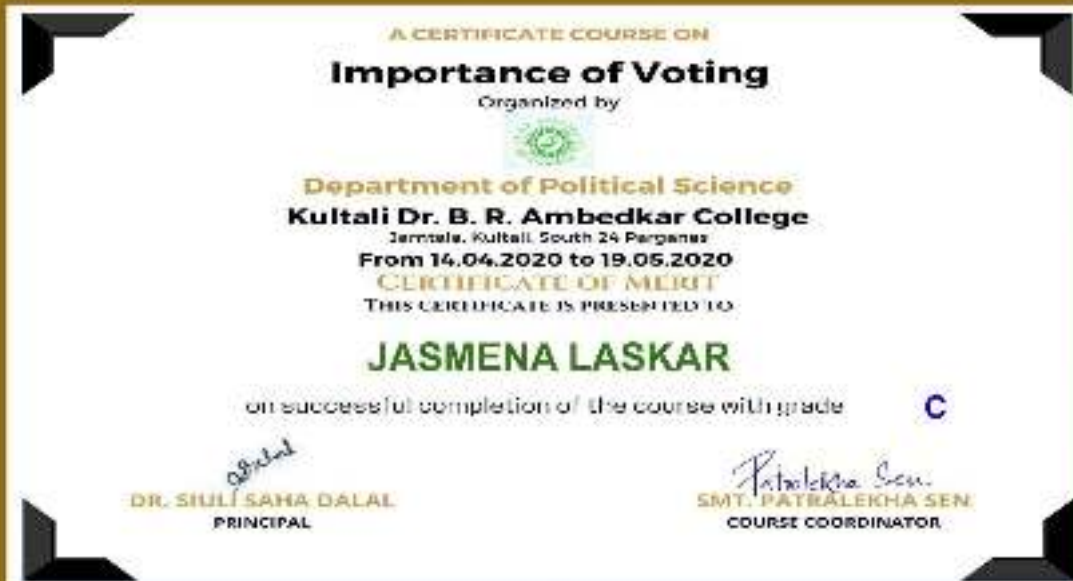 A CERTIFICATE COURSE ON
Importance of Voting
Organized by
Department of Political Science
Kultali Dr. B. R. Ambedkar College
Jamtala, Kultali, South 24 Parganas
From 14.04.2020 to 19.05.2020
CERTIFICATE OF MERIT
THIS CERTIFICATE IS PRESENTED TO
JASMENA LASKAR
on successful completion of the course with grade C
DR. SIULI SAHA DALAL
PRINCIPAL
Patralekha Sen.
SMT. PATRALEKHA SEN
COURSE COORDINATOR